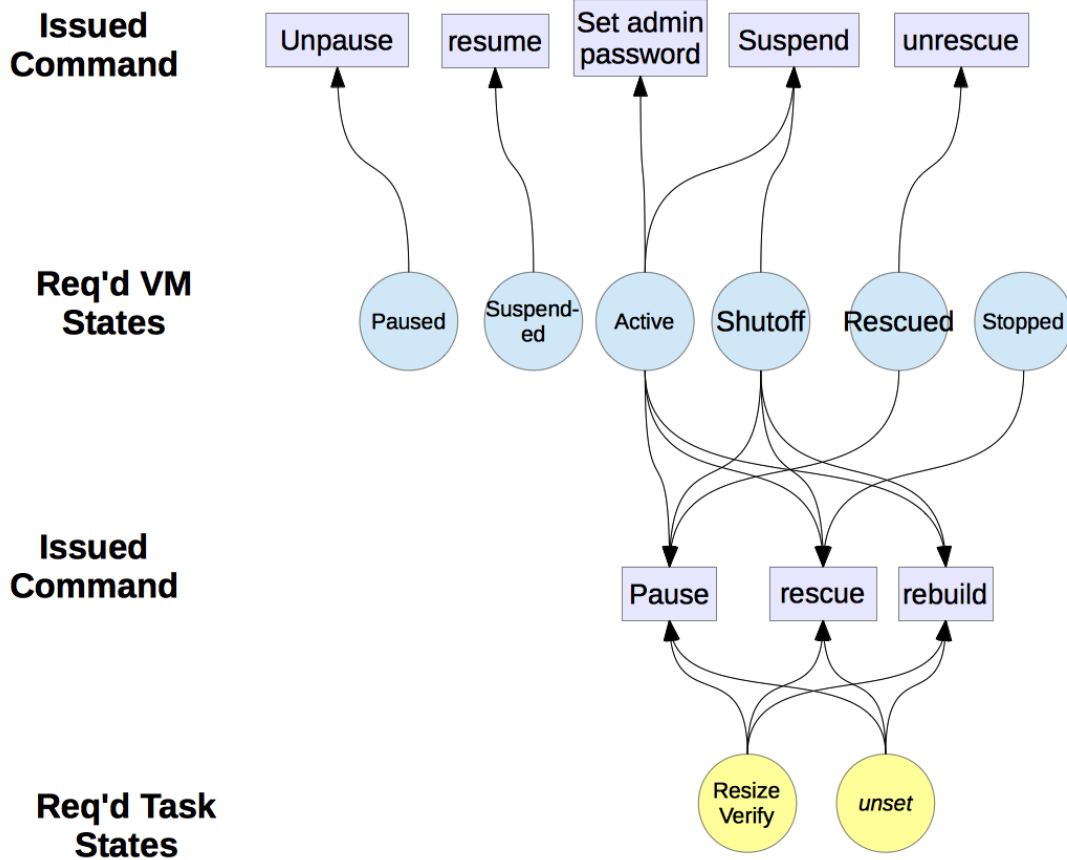 Issued
Command
Unpause
resume
Set admin
password
Suspend
unrescue
Req'd VM
States
Paused
Suspend-
ed
Active
Shutoff
Rescued
Stopped
Issued
Command
Pause
rescue
rebuild
Req'd Task
States
Resize
Verify
unset